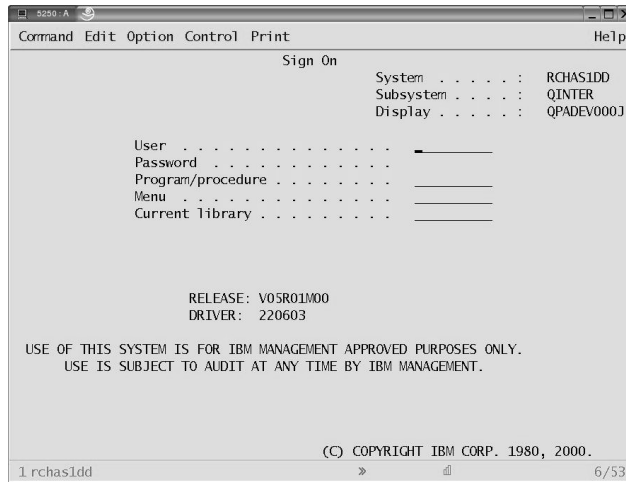 5250:A
Command Edit Option Control Print Help
Sign On
System . . . . . : RCHAS1DD
Subsystem . . . . : QINTER
Display . . . . . : QPADEV000J
User . . . . . . . . . . . . . .
Password . . . . . . . . . . . .
Program/procedure . . . . . . . .
Menu . . . . . . . . . . . . . .
Current library . . . . . . . . .
RELEASE: V05R01M00
DRIVER: 220603
USE OF THIS SYSTEM IS FOR IBM MANAGEMENT APPROVED PURPOSES ONLY.
USE IS SUBJECT TO AUDIT AT ANY TIME BY IBM MANAGEMENT.
(C) COPYRIGHT IBM CORP. 1980, 2000.
1 rchas1dd » 6/53